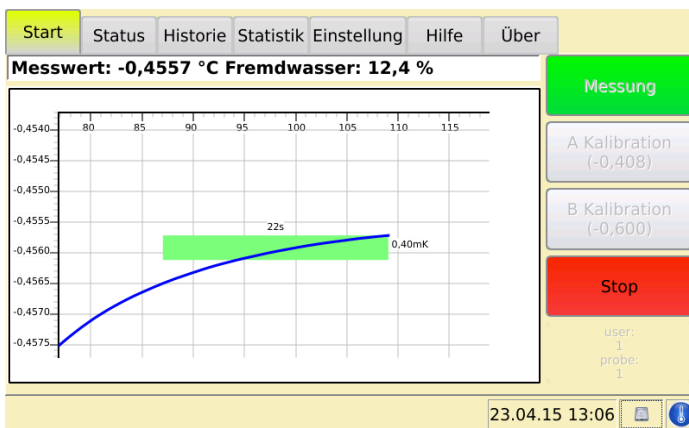 Start Status Historie Statistik Einstellung Hilfe Über
Messwert: -0,4557 °C Fremdwasser: 12,4 %
Messung
80 85 90 95 100 105 110 115
-0,4540
-0,4545
-0,4550
-0,4555
-0,4560
-0,4565
-0,4570
-0,4575
22s
0,40mK
A Kalibration
(-0,408)
B Kalibration
(-0,600)
Stop
user:
1
probe:
1
23.04.15 13:06